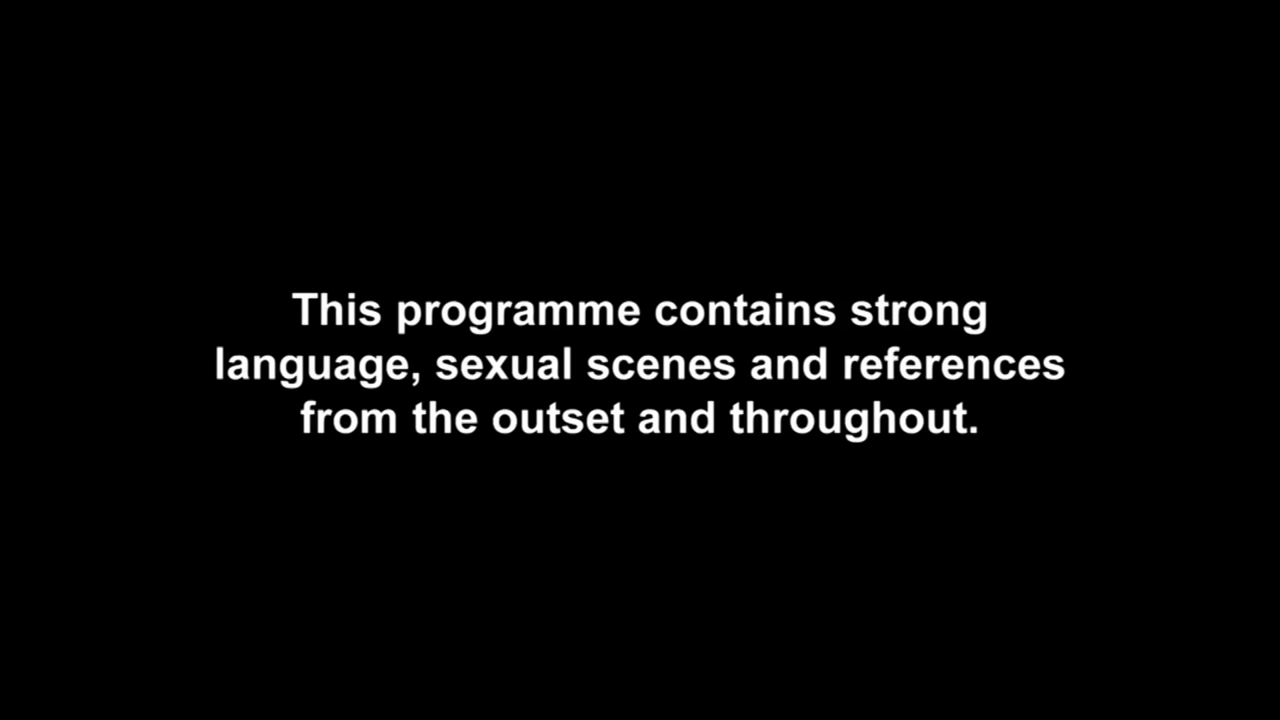 This programme contains strong
language, sexual scenes and references
from the outset and throughout.